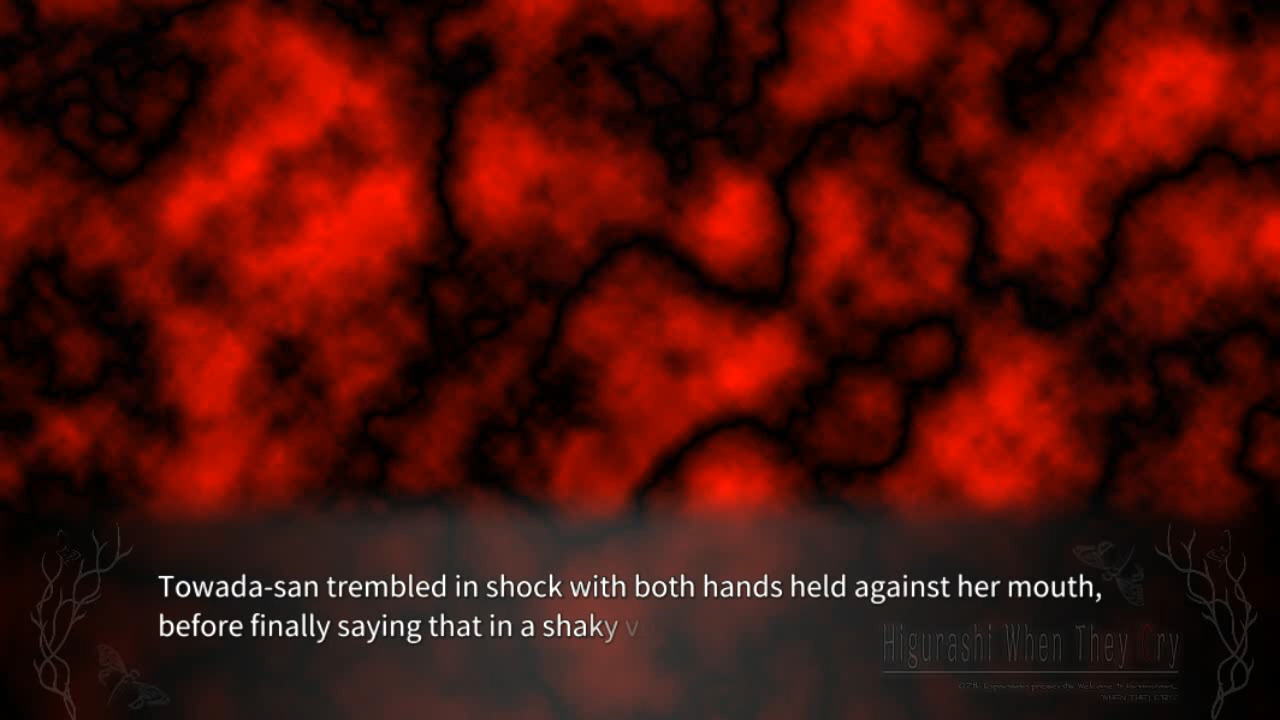 Towada-san trembled in shock with both hands held against her mouth,
before finally saying that in a shaky v
Higurashi When They Cry